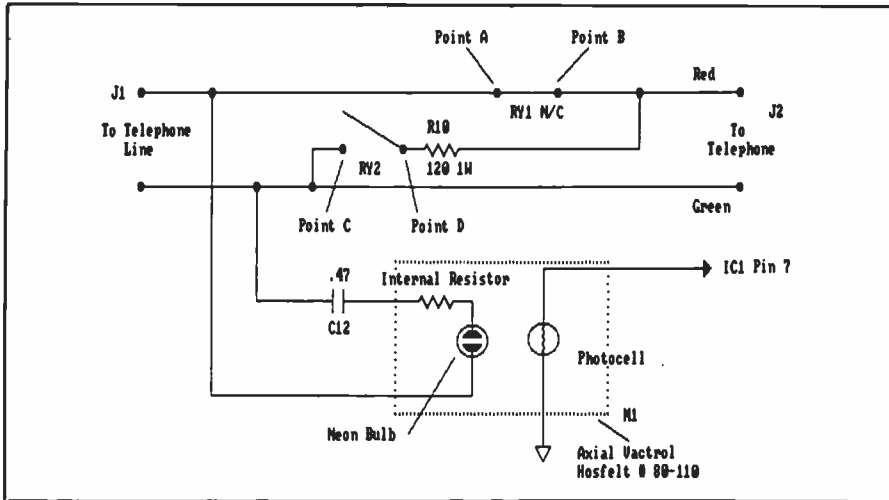 Point A
Point B
J1
Red
RY1 N/C
J2
To Telephone
Line
R10
To
Telephone
RY2
120 1W
Point C
Point D
Green
.47
Internal Resistor
IC1 Pin 7
C12
Photocell
Neon Bulb
M1
Axial Vactrol
Hosfelt # 80-110